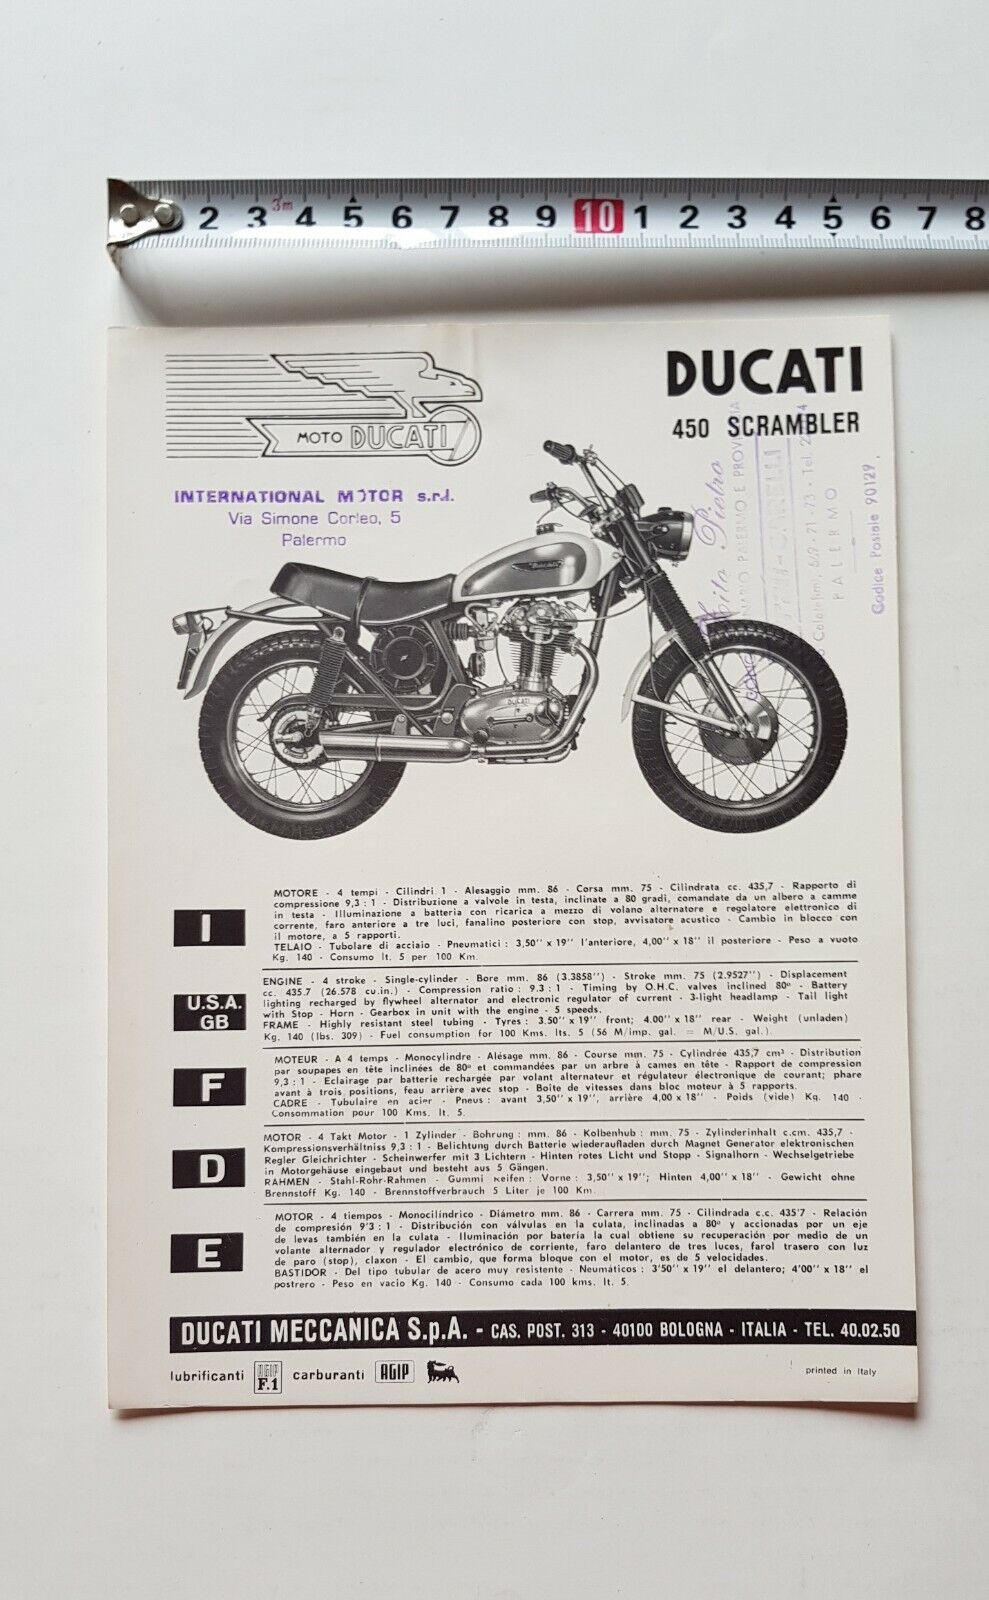 3m
2 3 4 5 6 7 8 9 10 1 2 3 4 5 6 7 8
MOTO DUCATI
DUCATI
450 SCRAMBLER
INTERNATIONAL MOTOR s.r.l.
Via Simone Corleo, 5
Palermo
Vito Pietro
PALERMO E PROVINCIA
Calatafimi, 669-71-73 - Tel.
PALERMO
Codice Postale 90129
Ducati
DUCATI
I
MOTORE - 4 tempi - Cilindri 1 - Alesaggio mm. 86 - Corsa mm. 75 - Cilindrata cc. 435,7 - Rapporto di
compressione 9,3 : 1 - Distribuzione a valvole in testa, inclinate a 80 gradi, comandate da un albero a camme
in testa - Illuminazione a batteria con ricarica a mezzo di volano alternatore e regolatore elettronico di
corrente, faro anteriore a tre luci, fanalino posteriore con stop, avvisatore acustico - Cambio in blocco con
il motore, a 5 rapporti.
TELAIO - Tubolare di acciaio - Pneumatici : 3,50'' x 19'' l'anteriore, 4,00'' x 18'' il posteriore - Peso a vuoto
Kg. 140 - Consumo lt. 5 per 100 Km.
U.S.A.
GB
ENGINE - 4 stroke - Single-cylinder - Bore mm. 86 (3.3858'') - Stroke mm. 75 (2.9527'') - Displacement
cc. 435.7 (26.578 cu.in.) - Compression ratio : 9.3 : 1 - Timing by O.H.C. valves inclined 80º - Battery
lighting recharged by flywheel alternator and electronic regulator of current - 3-light headlamp - Tail light
with Stop - Horn - Gearbox in unit with the engine - 5 speeds.
FRAME - Highly resistant steel tubing - Tyres : 3.50'' x 19'' front; 4.00'' x 18'' rear - Weight (unladen)
Kg. 140 (lbs. 309) - Fuel consumption for 100 Kms. lts. 5 (56 M/imp. gal. = M/U.S. gal.).
F
MOTEUR - A 4 temps - Monocylindre - Alésage mm. 86 - Course mm. 75 - Cylindrée 435,7 cm³ - Distribution
par soupapes en tête inclinées de 80º et commandées par un arbre à cames en tête - Rapport de compression
9,3 : 1 - Eclairage par batterie rechargée par volant alternateur et régulateur électronique de courant; phare
avant à trois positions, feau arrière avec stop - Boîte de vitesses dans bloc moteur à 5 rapports.
CADRE - Tubulaire en acier - Pneus : avant 3,50'' x 19'', arrière 4,00 x 18'' - Poids (vide) Kg. 140 -
Consommation pour 100 Kms. lt. 5.
D
MOTOR - 4 Takt Motor - 1 Zylinder - Bohrung : mm. 86 - Kolbenhub : mm. 75 - Zylinderinhalt c.cm. 435,7 -
Kompressionsverhältniss 9,3 : 1 - Belichtung durch Batterie wiederaufladen durch Magnet Generator elektronischen
Regler Gleichrichter - Scheinwerfer mit 3 Lichtern - Hinten rotes Licht und Stopp - Signalhorn - Wechselgetriebe
in Motorgehäuse eingebaut und besteht aus 5 Gängen.
RAHMEN - Stahl-Rohr-Rahmen - Gummi Reifen : Vorne : 3,50'' x 19''; Hinten 4,00'' x 18'' - Gewicht ohne
Brennstoff Kg. 140 - Brennstoffverbrauch 5 Liter je 100 Km.
E
MOTOR - 4 tiempos - Monocilíndrico - Diámetro mm. 86 - Carrera mm. 75 - Cilindrada c.c. 435'7 - Relación
de compresión 9'3 : 1 - Distribución con válvulas en la culata, inclinadas a 80º y accionadas por un eje
de levas también en la culata - Iluminación por batería la cual obtiene su recuperación por medio de un
volante alternador y regulador electrónico de corriente, faro delantero de tres luces, farol trasero con luz
de paro (stop), claxon - El cambio, que forma bloque con el motor, es de 5 velocidades.
BASTIDOR - Del tipo tubular de acero muy resistente - Neumáticos : 3'50'' x 19'' el delantero; 4'00'' x 18'' el
postrero - Peso en vacio Kg. 140 - Consumo cada 100 kms. lt. 5.
DUCATI MECCANICA S.p.A. - CAS. POST. 313 - 40100 BOLOGNA - ITALIA - TEL. 40.02.50
lubrificanti AGIP F.1 carburanti AGIP
printed in Italy